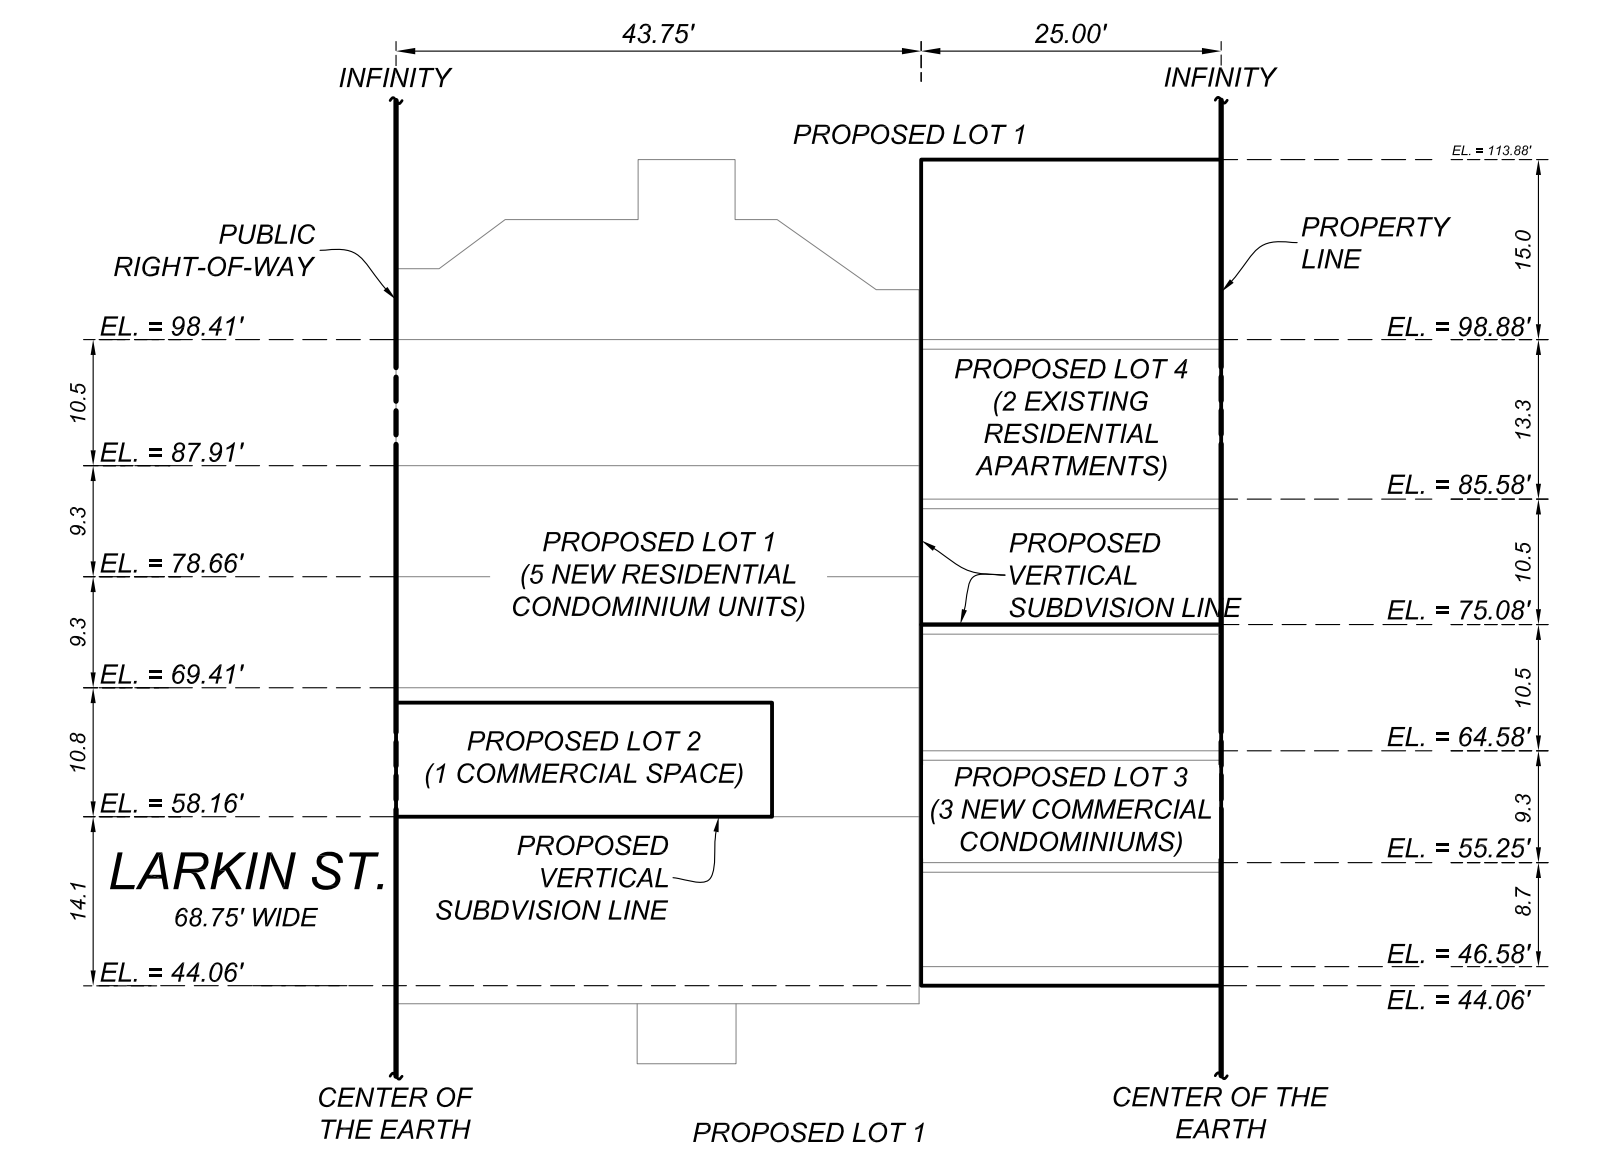 43.75'
25.00'
INFINITY
INFINITY
PROPOSED LOT 1
EL. = 113.88'
PUBLIC
RIGHT-OF-WAY
PROPERTY
LINE
15.0
EL. = 98.41'
EL. = 98.88'
10.5
PROPOSED LOT 4
(2 EXISTING
RESIDENTIAL
APARTMENTS)
13.3
EL. = 87.91'
EL. = 85.58'
9.3
PROPOSED LOT 1
(5 NEW RESIDENTIAL
CONDOMINIUM UNITS)
PROPOSED
VERTICAL
SUBDVISION LINE
10.5
EL. = 78.66'
EL. = 75.08'
9.3
EL. = 69.41'
10.5
10.8
PROPOSED LOT 2
(1 COMMERCIAL SPACE)
EL. = 64.58'
PROPOSED LOT 3
(3 NEW COMMERCIAL
CONDOMINIUMS)
9.3
EL. = 58.16'
EL. = 55.25'
PROPOSED
VERTICAL
SUBDVISION LINE
LARKIN ST.
68.75' WIDE
14.1
8.7
EL. = 46.58'
EL. = 44.06'
EL. = 44.06'
CENTER OF
THE EARTH
CENTER OF THE
EARTH
PROPOSED LOT 1